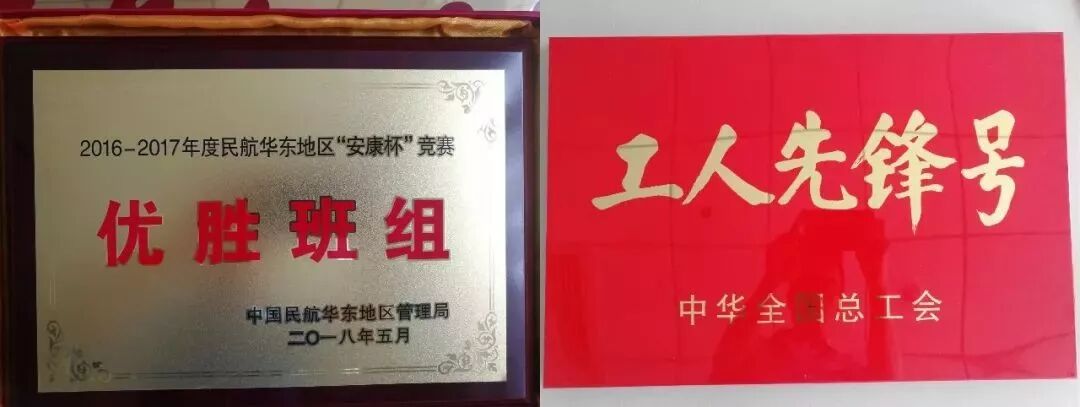 2016-2017年度民航华东地区“安康杯”竞赛
优胜班组
中国民航华东地区管理局
二〇一八年五月
工人先锋号
中华全国总工会